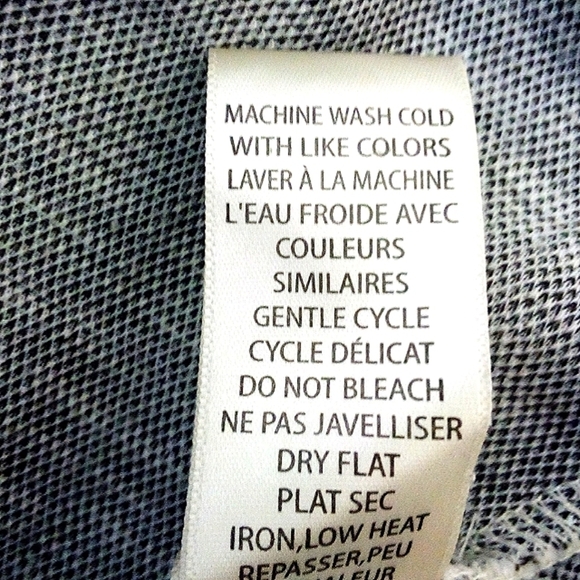 MACHINE WASH COLD
WITH LIKE COLORS
LAVER À LA MACHINE
L'EAU FROIDE AVEC
COULEURS
SIMILAIRES
GENTLE CYCLE
CYCLE DÉLICAT
DO NOT BLEACH
NE PAS JAVELLISER
DRY FLAT
PLAT SEC
IRON,LOW HEAT
REPASSER,PEU